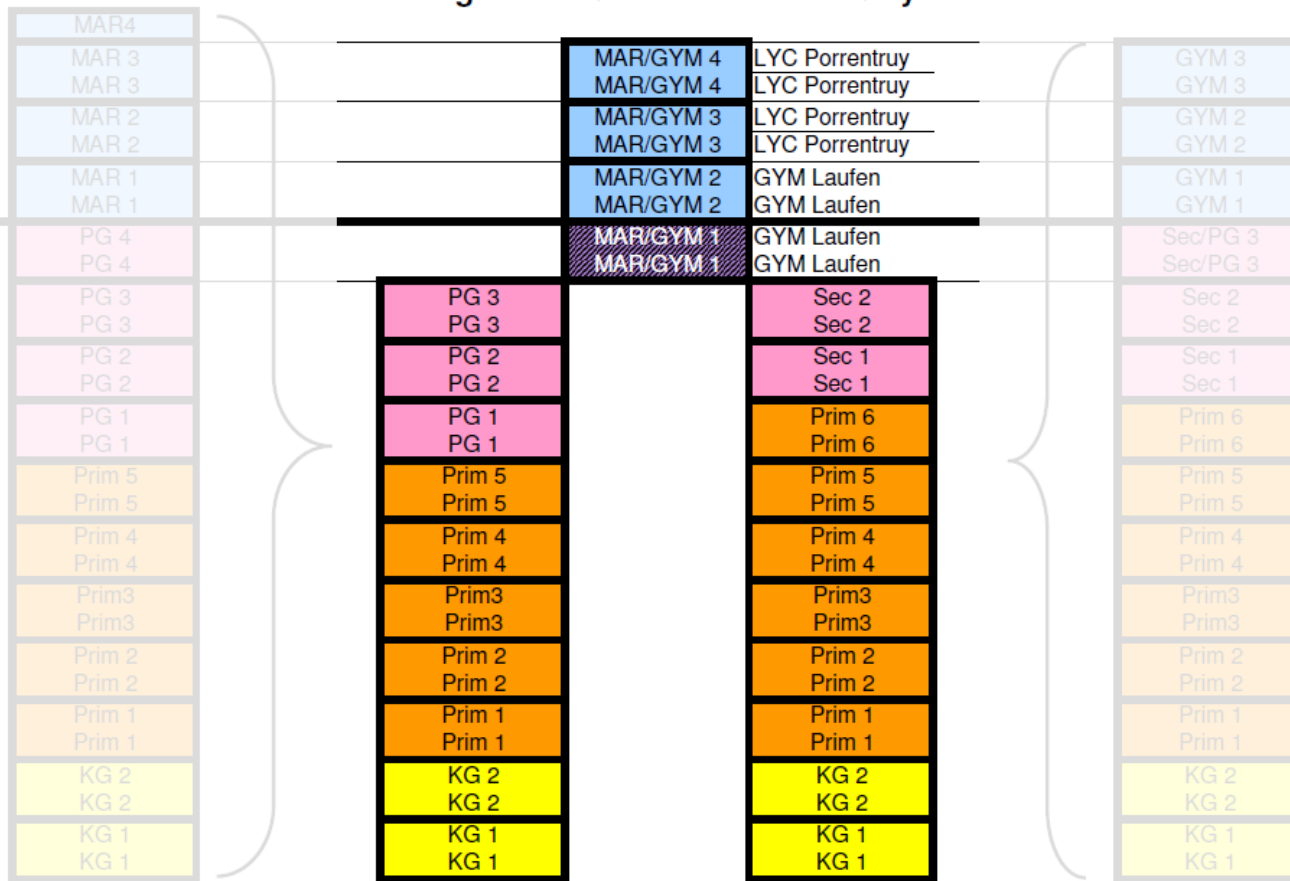 MAR4
MAR 3 MAR/GYM 4 LYC Porrentruy GYM 3
MAR 3 MAR/GYM 4 LYC Porrentruy GYM 3
MAR 2 MAR/GYM 3 LYC Porrentruy GYM 2
MAR 2 MAR/GYM 3 LYC Porrentruy GYM 2
MAR 1 MAR/GYM 2 GYM Laufen GYM 1
MAR 1 MAR/GYM 2 GYM Laufen GYM 1
PG 4 MAR/GYM 1 GYM Laufen Sec/PG 3
PG 4 MAR/GYM 1 GYM Laufen Sec/PG 3
PG 3 PG 3 Sec 2 Sec 2
PG 3 PG 3 Sec 2 Sec 2
PG 2 PG 2 Sec 1 Sec 1
PG 2 PG 2 Sec 1 Sec 1
PG 1 PG 1 Prim 6 Prim 6
PG 1 PG 1 Prim 6 Prim 6
Prim 5 Prim 5 Prim 5 Prim 5
Prim 5 Prim 5 Prim 5 Prim 5
Prim 4 Prim 4 Prim 4 Prim 4
Prim 4 Prim 4 Prim 4 Prim 4
Prim3 Prim3 Prim3 Prim3
Prim3 Prim3 Prim3 Prim3
Prim 2 Prim 2 Prim 2 Prim 2
Prim 2 Prim 2 Prim 2 Prim 2
Prim 1 Prim 1 Prim 1 Prim 1
Prim 1 Prim 1 Prim 1 Prim 1
KG 2 KG 2 KG 2 KG 2
KG 2 KG 2 KG 2 KG 2
KG 1 KG 1 KG 1 KG 1
KG 1 KG 1 KG 1 KG 1